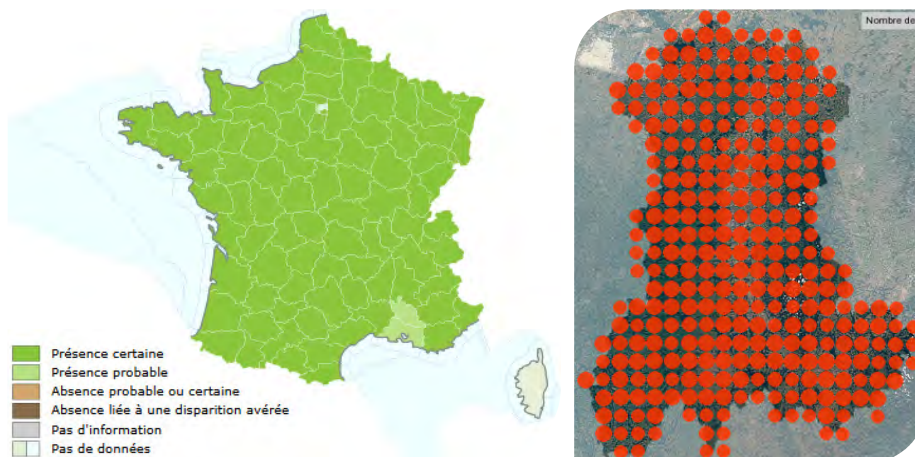 Nombre de
Présence certaine
Présence probable
Absence probable ou certaine
Absence liée à une disparition avérée
Pas d'information
Pas de données